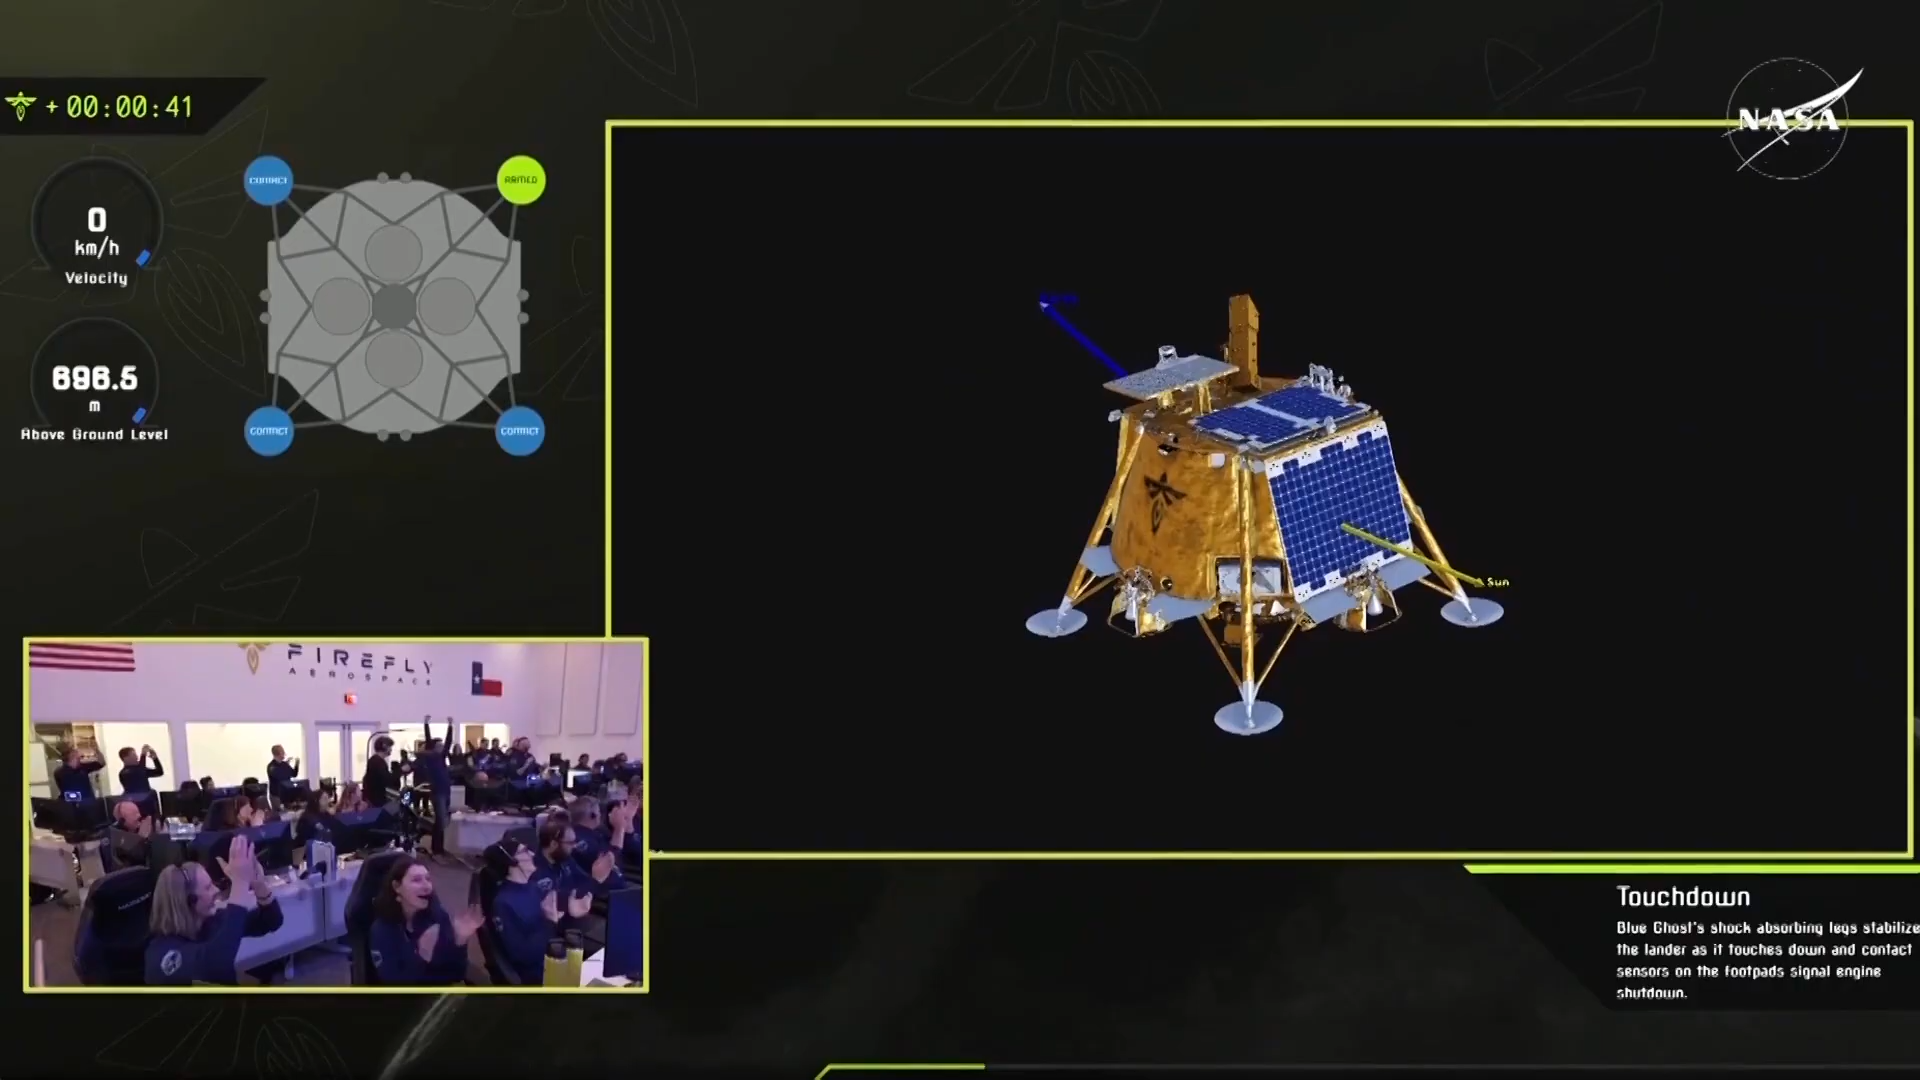 + 00:00:41
NASA
CONTACT
ARMED
0
km/h
Velocity
696.5
m
Above Ground Level
CONTACT
CONTACT
Sun
FIREFLY
AEROSPACE
Touchdown
Blue Ghost's shock absorbing legs stabilize
the lander as it touches down and contact
sensors on the footpads signal engine
shutdown.